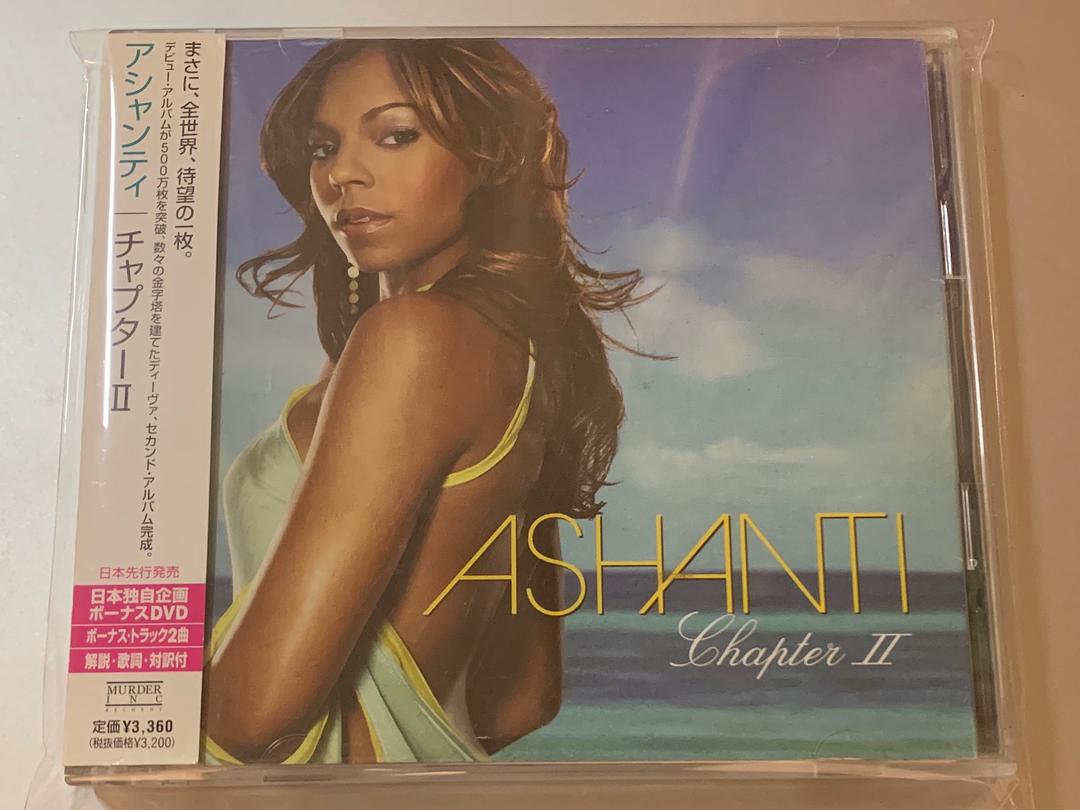 まさに、全世界、待望の一枚。
デビュー・アルバムが500万枚を突破、数々の金字塔を建てたディーヴァ、セカンド・アルバム完成。
アシャンティ｜チャプターII
日本先行発売
日本独自企画
ボーナスDVD
ボーナス・トラック2曲
解説・歌詞・対訳付
MURDER
INC
RECORDS
定価¥3,360
(税抜価格¥3,200)
ASHANTI
Chapter II